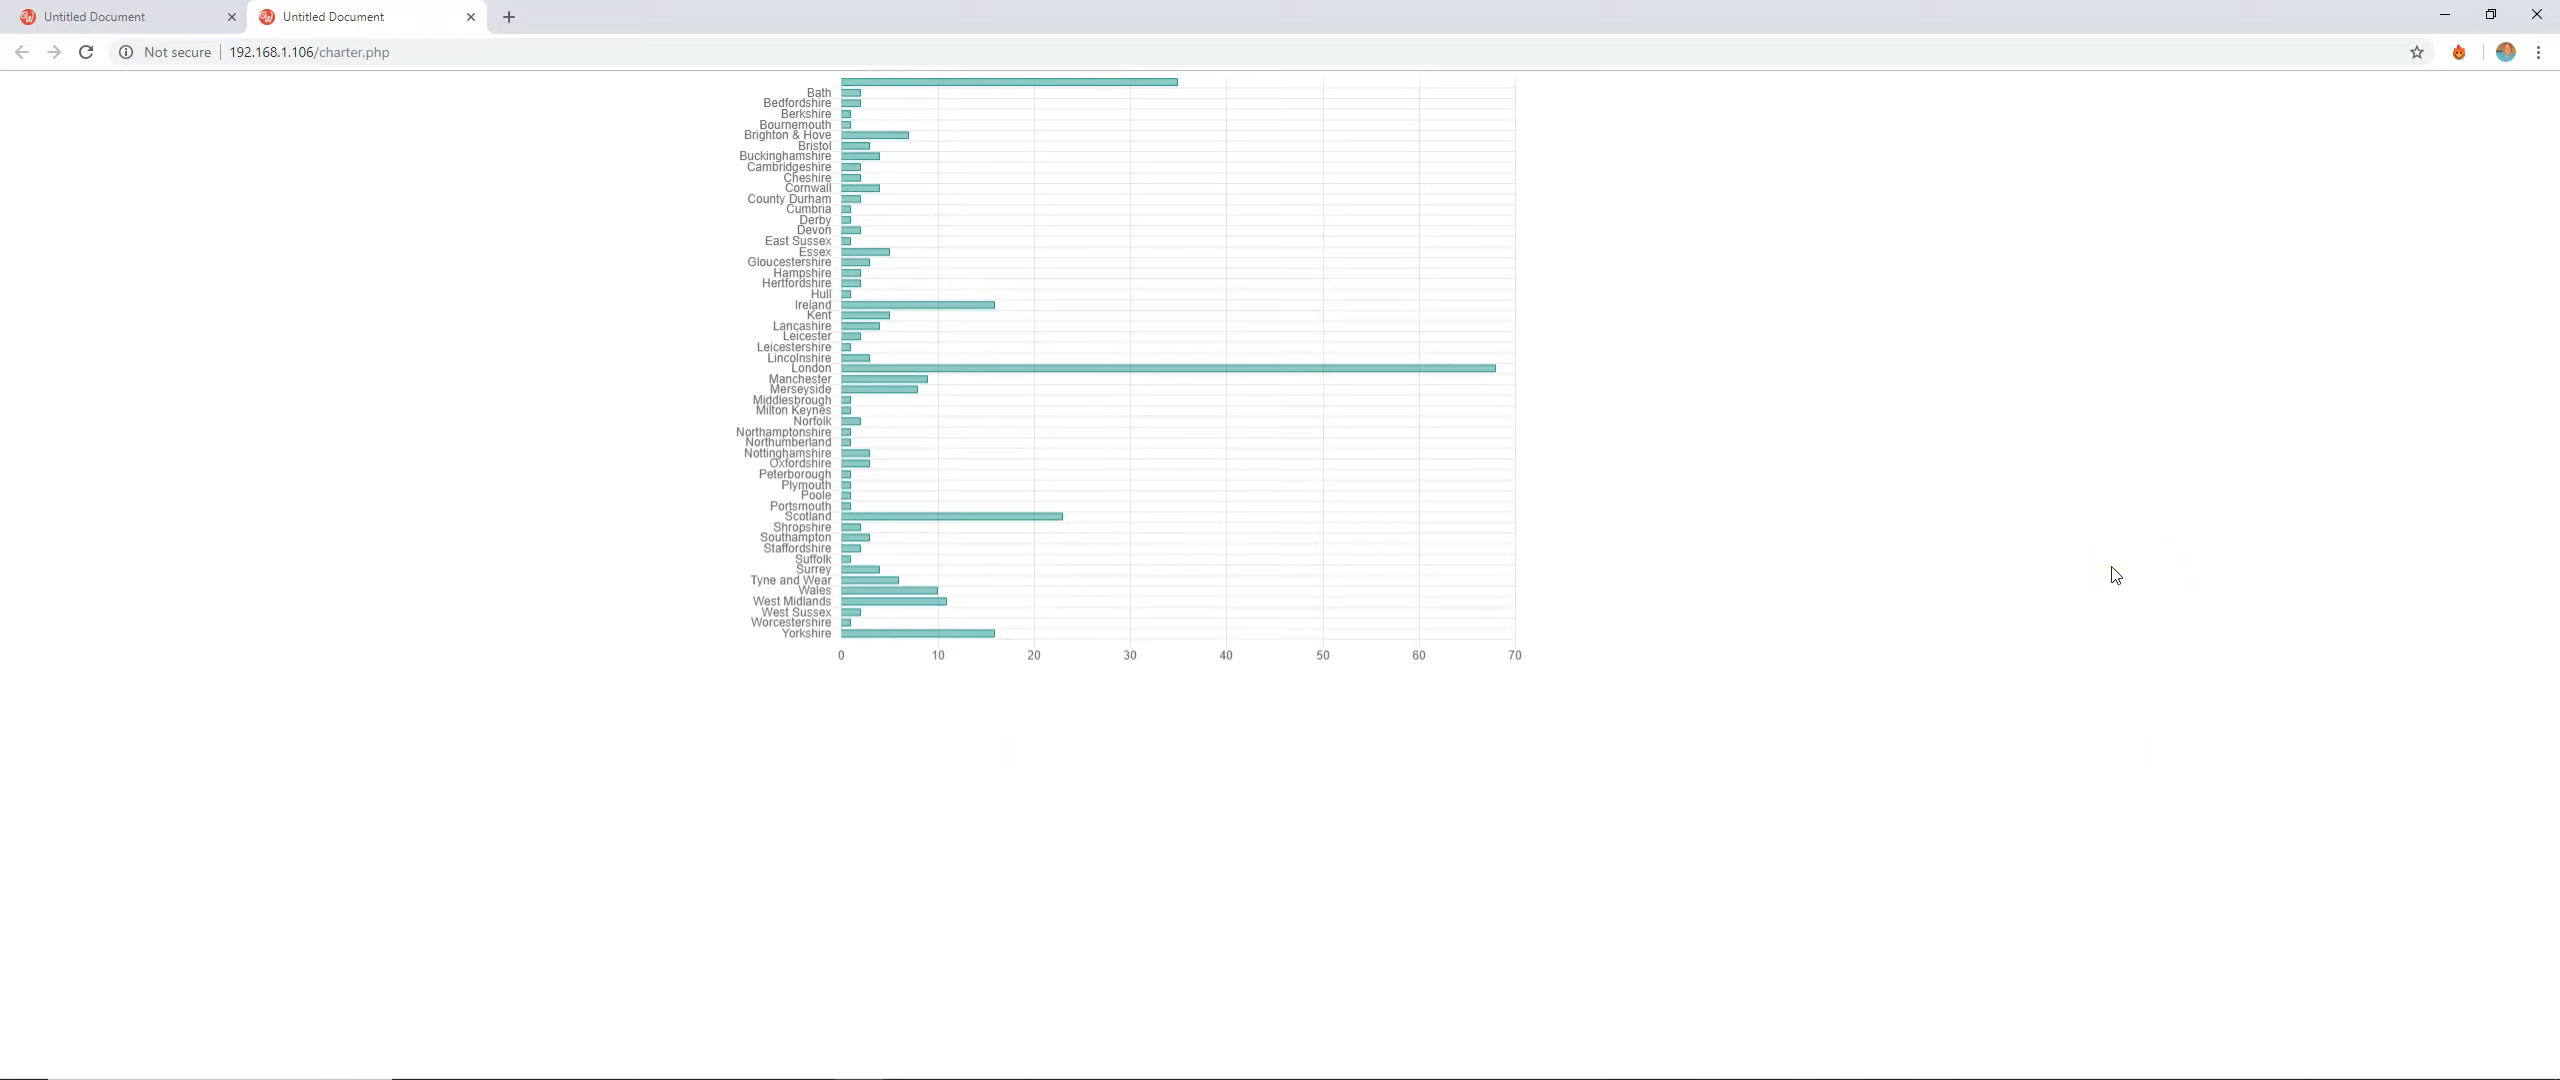 Untitled Document
Untitled Document
Not secure 192.168.1.106/charter.php
Bath
Bedfordshire
Berkshire
Bournemouth
Brighton & Hove
Bristol
Buckinghamshire
Cambridgeshire
Cheshire
Cornwall
County Durham
Cumbria
Derby
Devon
East Sussex
Essex
Gloucestershire
Hampshire
Hertfordshire
Hull
Ireland
Kent
Lancashire
Leicester
Leicestershire
Lincolnshire
London
Manchester
Merseyside
Middlesbrough
Milton Keynes
Norfolk
Northamptonshire
Northumberland
Nottinghamshire
Oxfordshire
Peterborough
Plymouth
Poole
Portsmouth
Scotland
Shropshire
Southampton
Staffordshire
Suffolk
Surrey
Tyne and Wear
Wales
West Midlands
West Sussex
Worcestershire
Yorkshire
0 10 20 30 40 50 60 70